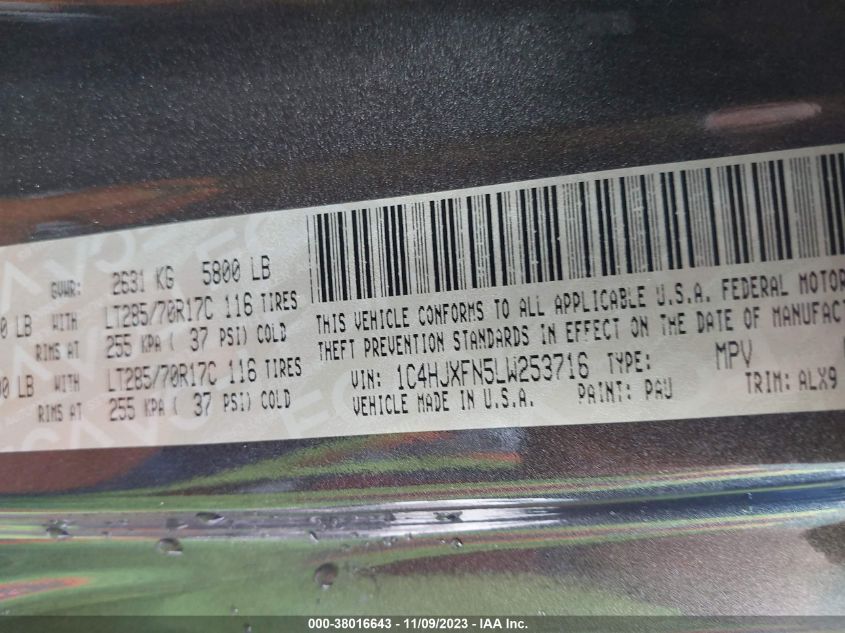 GVWR: 2631 KG 5800 LB
0 LB WITH LT285/70R17C 116 TIRES
RIMS AT 255 KPA ( 37 PSI) COLD
00 LB WITH LT285/70R17C 116 TIRES
RIMS AT 255 KPA ( 37 PSI) COLD
THIS VEHICLE CONFORMS TO ALL APPLICABLE U.S.A. FEDERAL MOTOR
THEFT PREVENTION STANDARDS IN EFFECT ON THE DATE OF MANUFACT
VIN: 1C4HJXFN5LW253716 TYPE: MPV
VEHICLE MADE IN U.S.A. PAINT: PAU TRIM: ALX9
000-38016643 - 11/09/2023 - IAA Inc.